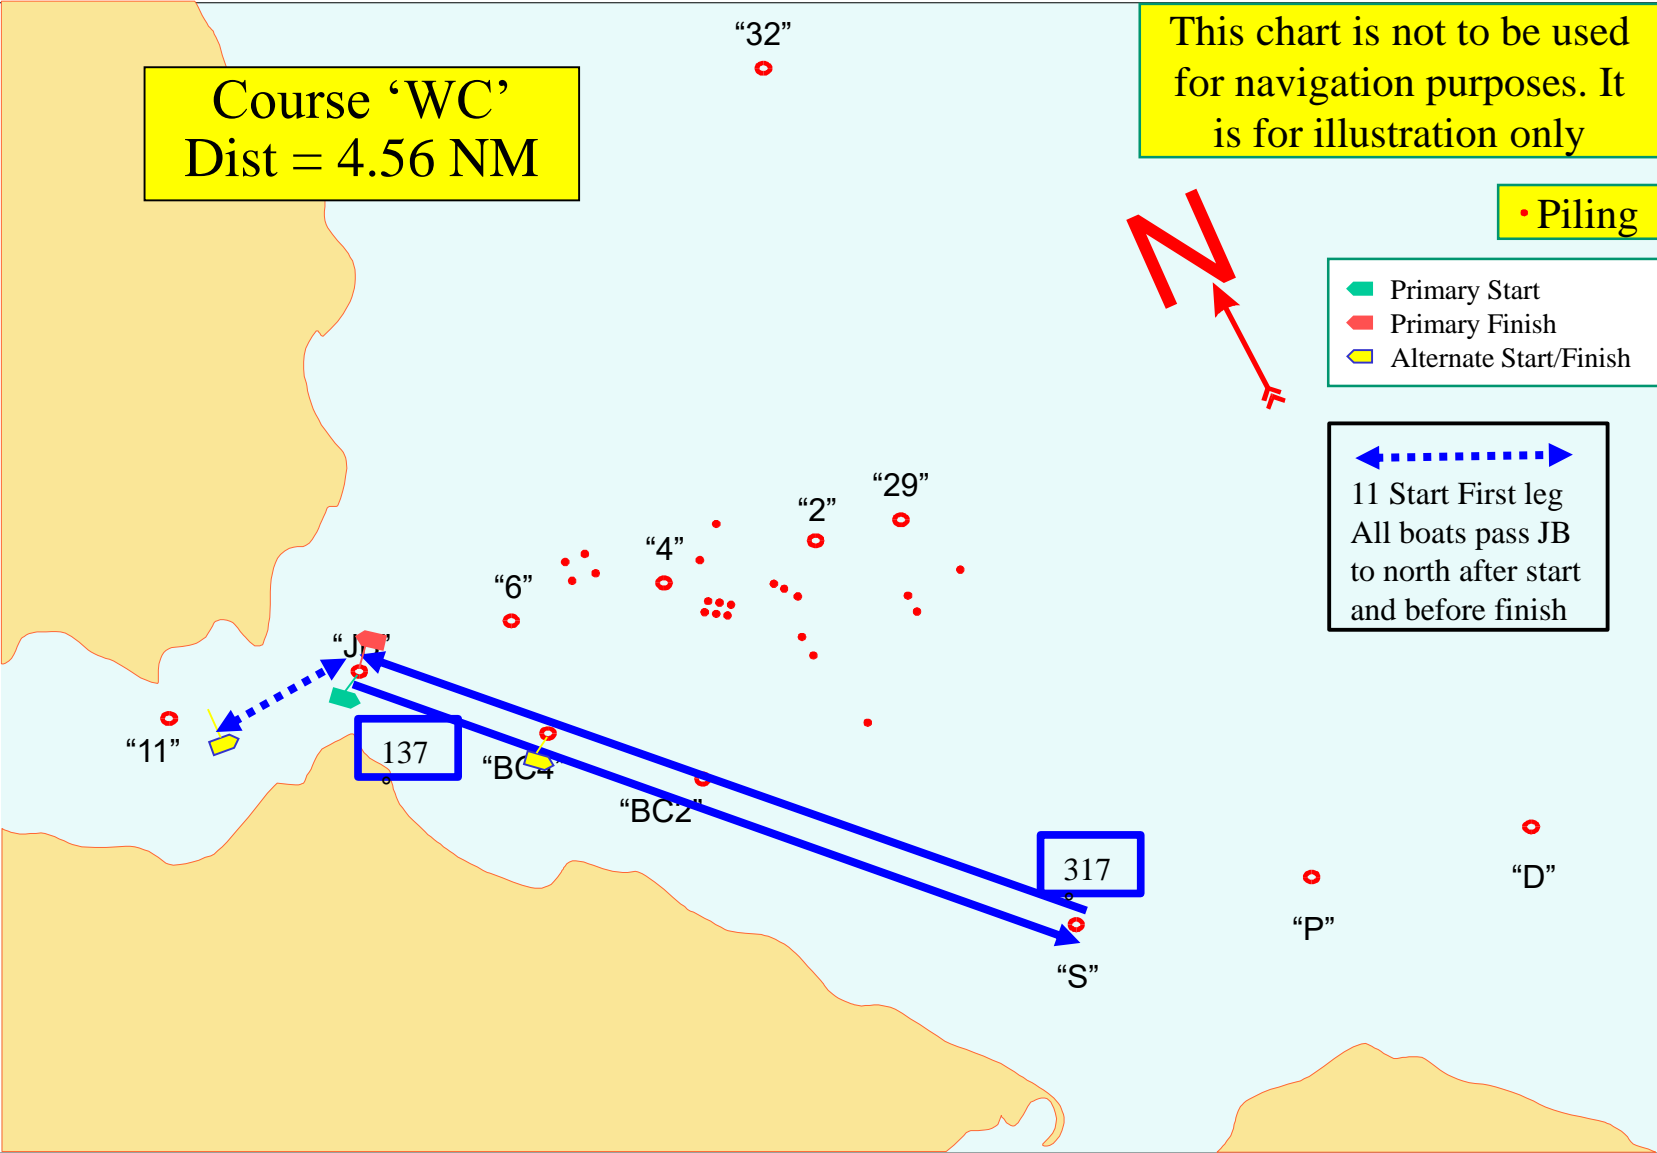 “32”
This chart is not to be used
for navigation purposes. It
is for illustration only
Course ‘WC’
Dist = 4.56 NM
N
• Piling
Primary Start
Primary Finish
Alternate Start/Finish
11 Start First leg
All boats pass JB
to north after start
and before finish
“29”
“2”
“4”
“6”
“JB”
“11”
137°
“BC4”
“BC2”
317°
“S”
“P”
“D”